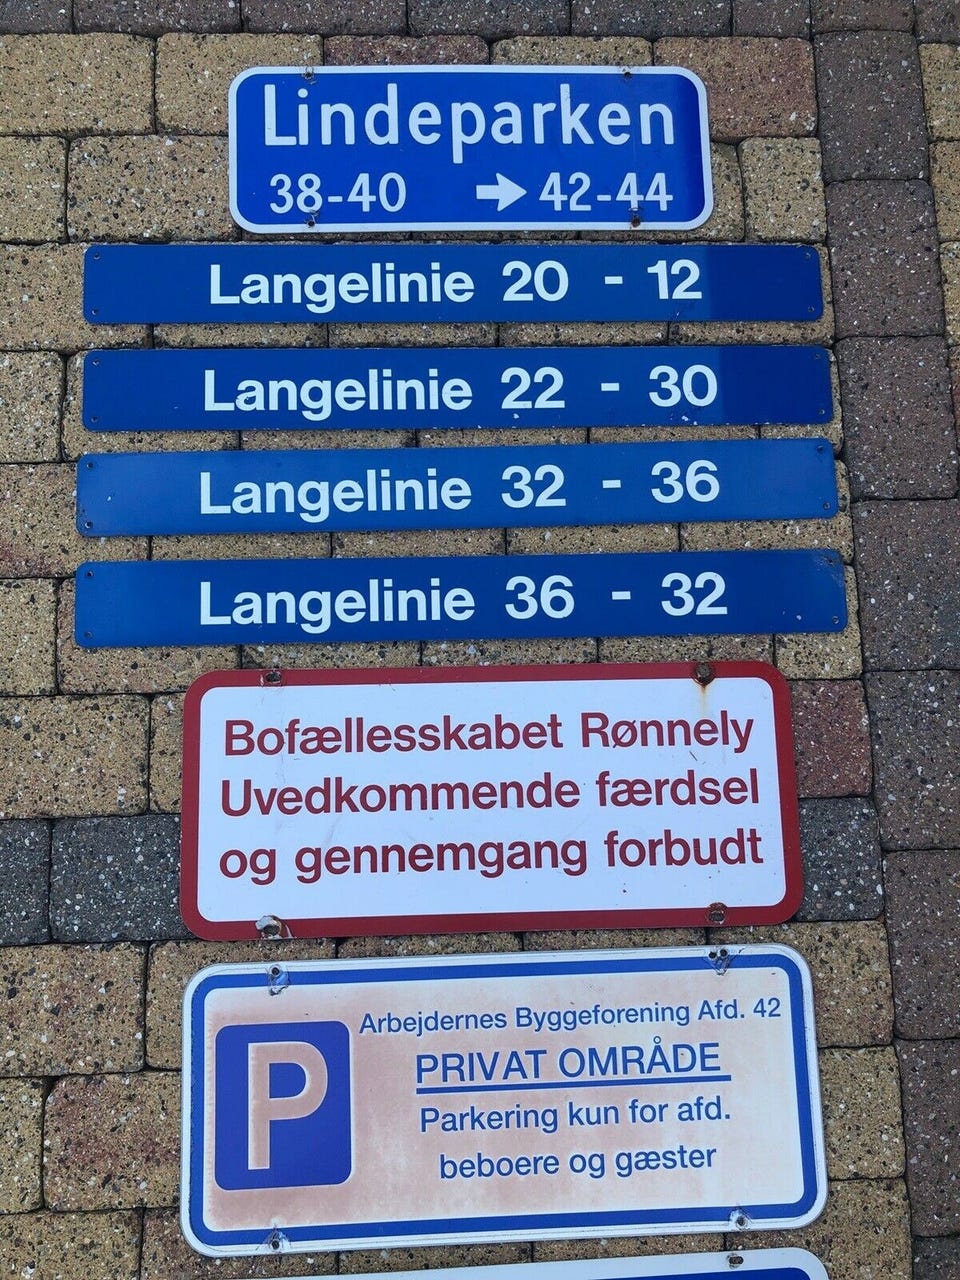 Lindeparken
38-40 → 42-44
Langelinie 20 - 12
Langelinie 22 - 30
Langelinie 32 - 36
Langelinie 36 - 32
Bofællesskabet Rønnely
Uvedkommende færdsel
og gennemgang forbudt
P
Arbejdernes Byggeforening Afd. 42
PRIVAT OMRÅDE
Parkering kun for afd.
beboere og gæster